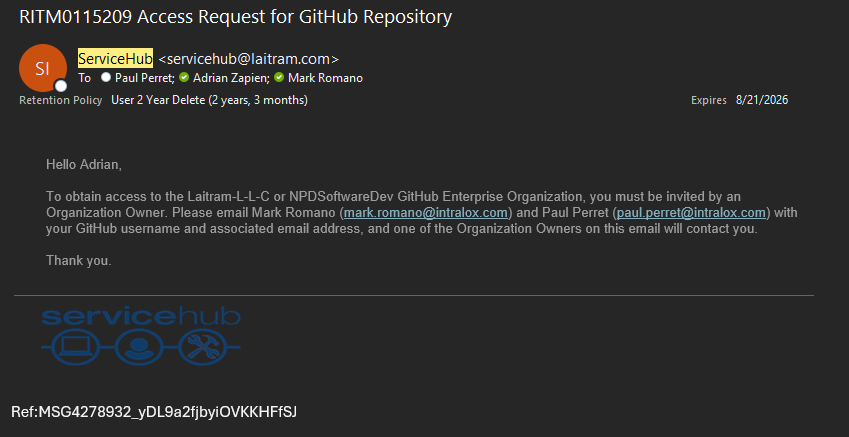 RITM0115209 Access Request for GitHub Repository
SI
ServiceHub <servicehub@laitram.com>
To Paul Perret; Adrian Zapien; Mark Romano
Retention Policy User 2 Year Delete (2 years, 3 months)
Expires 8/21/2026
Hello Adrian,
To obtain access to the Laitram-L-L-C or NPDSoftwareDev GitHub Enterprise Organization, you must be invited by an
Organization Owner. Please email Mark Romano (mark.romano@intralox.com) and Paul Perret (paul.perret@intralox.com) with
your GitHub username and associated email address, and one of the Organization Owners on this email will contact you.
Thank you.
servicehub
Ref:MSG4278932_yDL9a2fjbyiOVKKHFfSJ